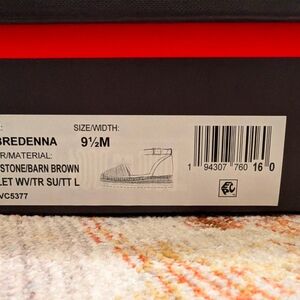 : SIZE/WIDTH:
BREDENNA 9½M
R/MATERIAL:
STONE/BARN BROWN
LET WV/TR SU/TT L
VC5377
1 94307 760 16 0